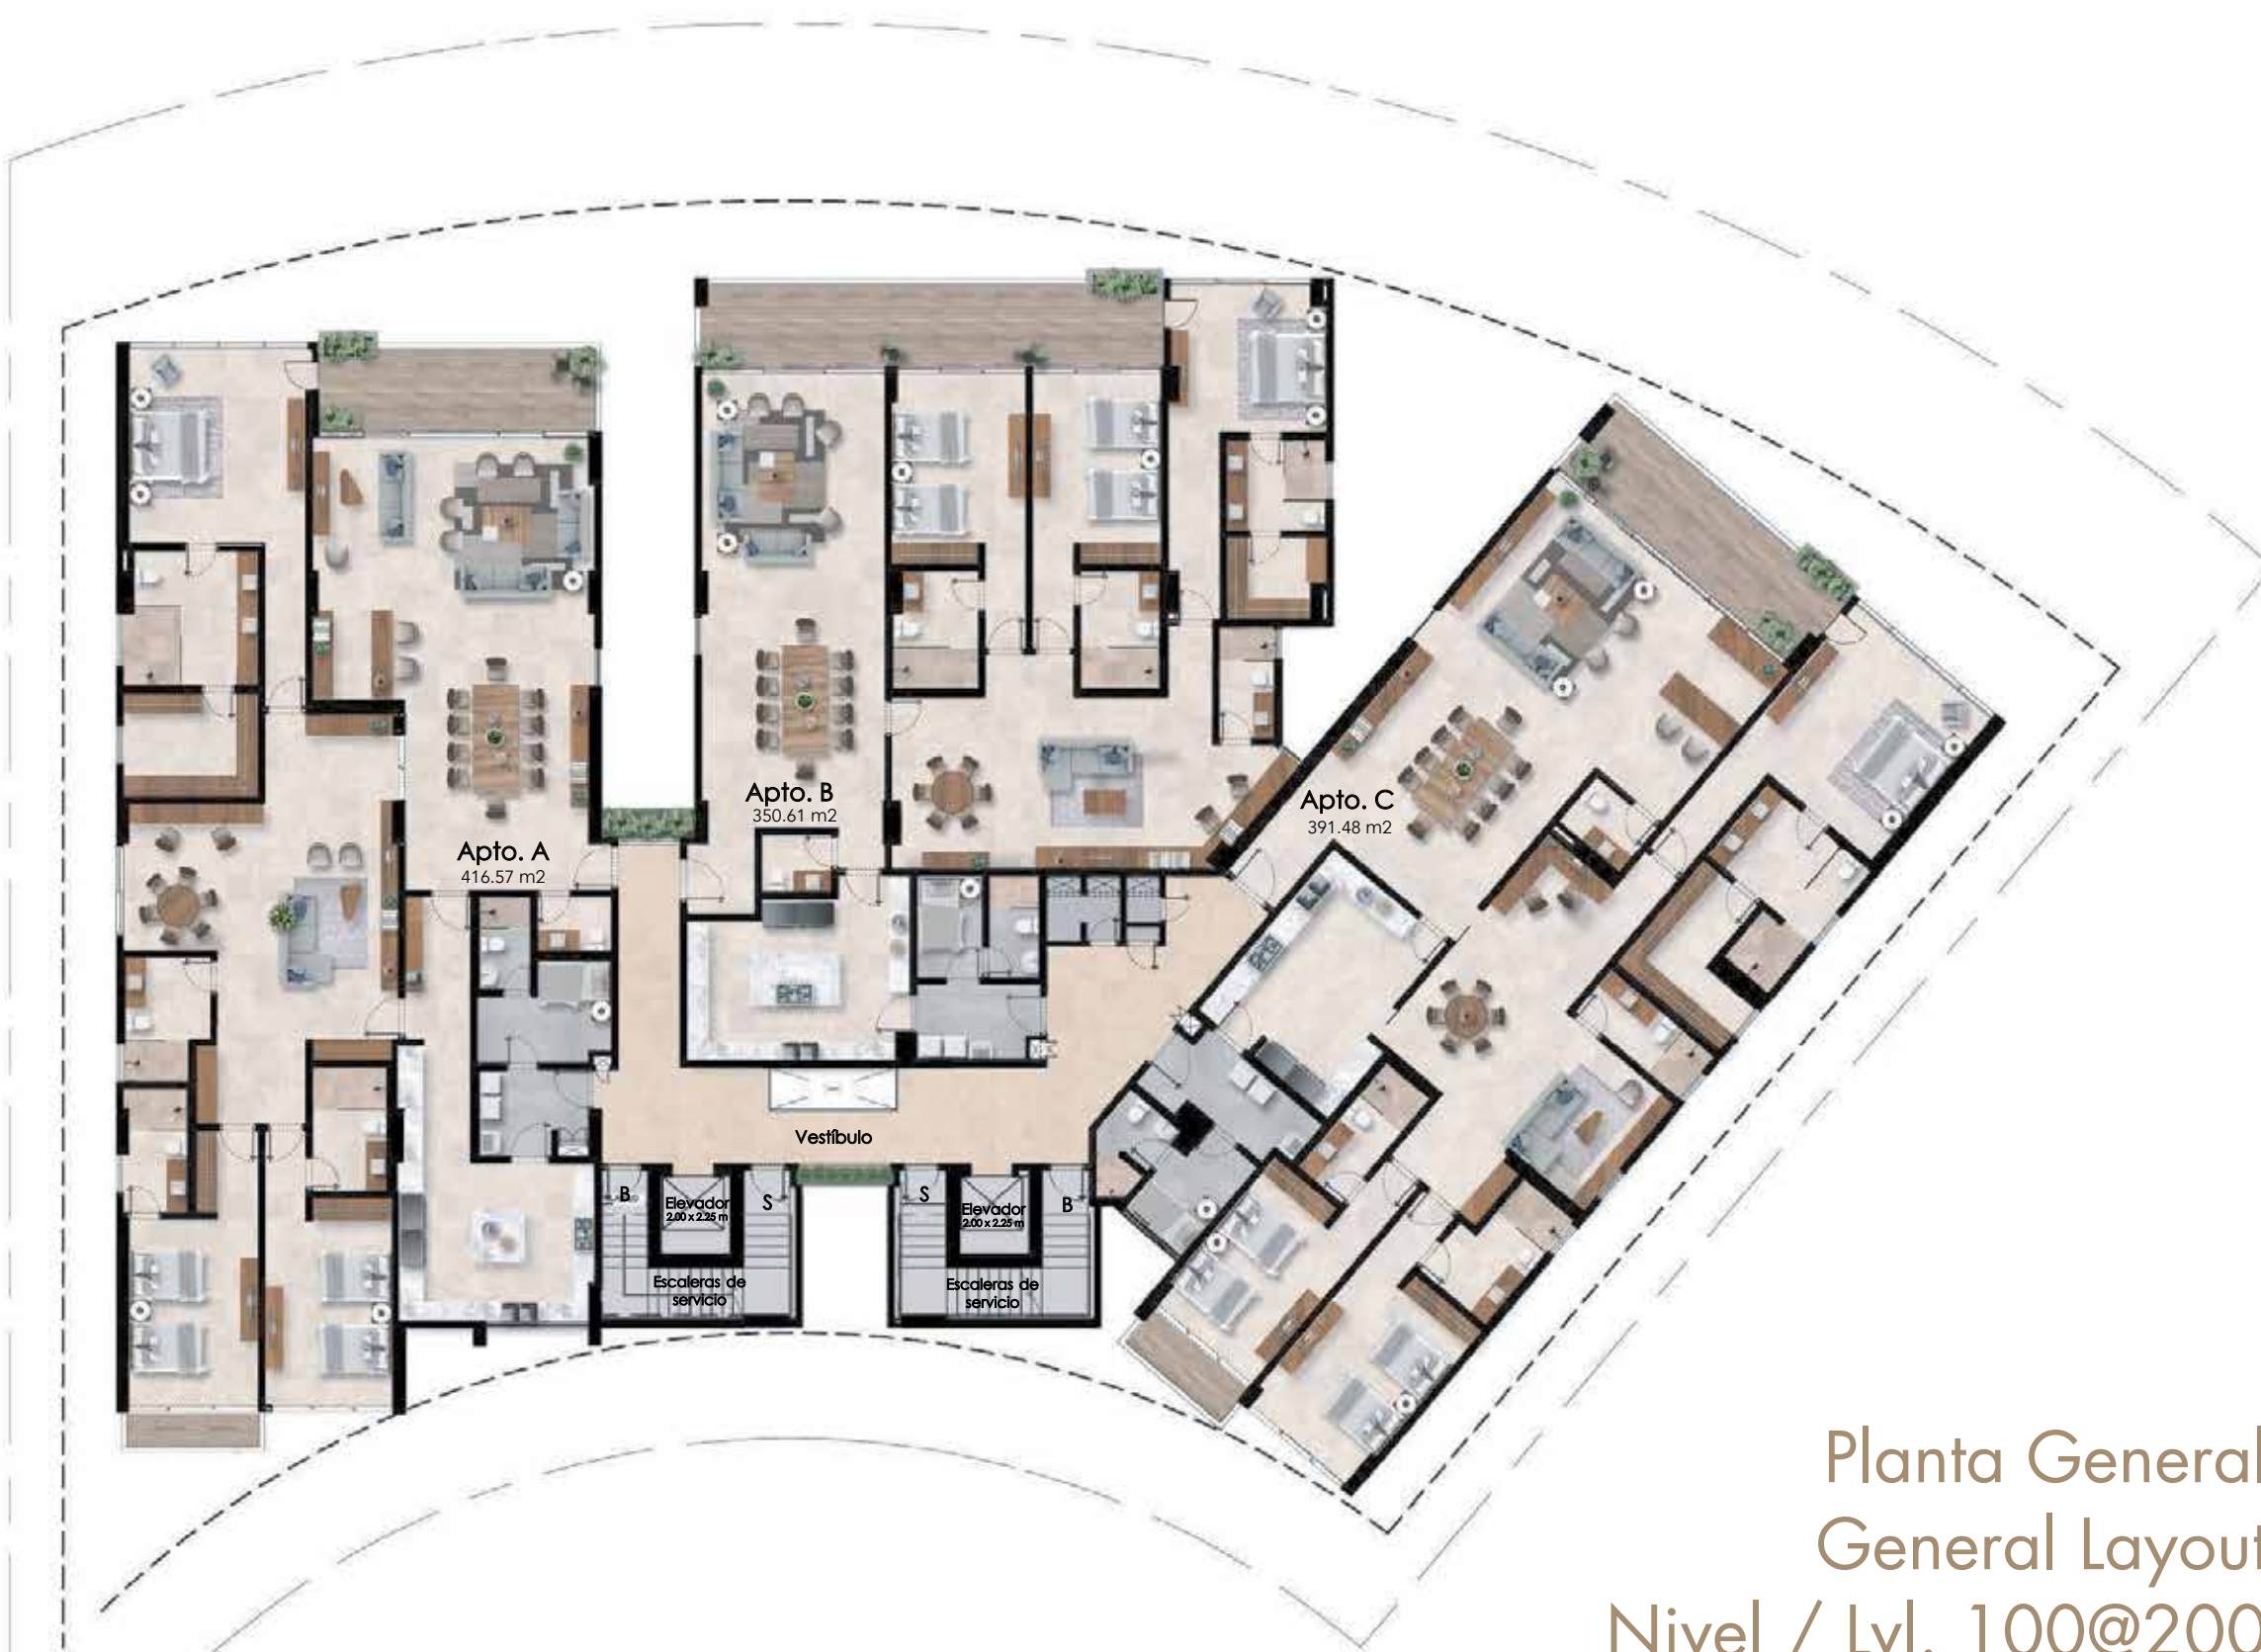 Apto. B
350.61 m2
Apto. C
391.48 m2
Apto. A
416.57 m2
Vestíbulo
B
Elevador
2.00 x 2.25 m
S
Escaleras de
servicio
S
Elevador
2.00 x 2.25 m
B
Escaleras de
servicio
Planta General
General Layout
Nivel / Lvl. 100@200